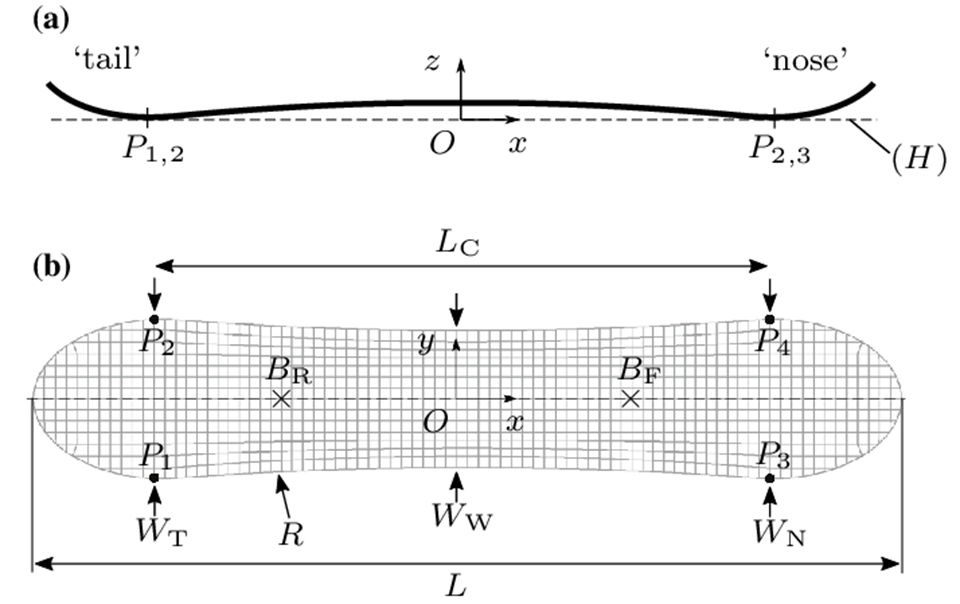 (a)
'tail' z 'nose'
P1,2 O x P2,3 (H)
(b)
LC
P2 y P4
BR BF
O x
P1 P3
WT R WW WN
L